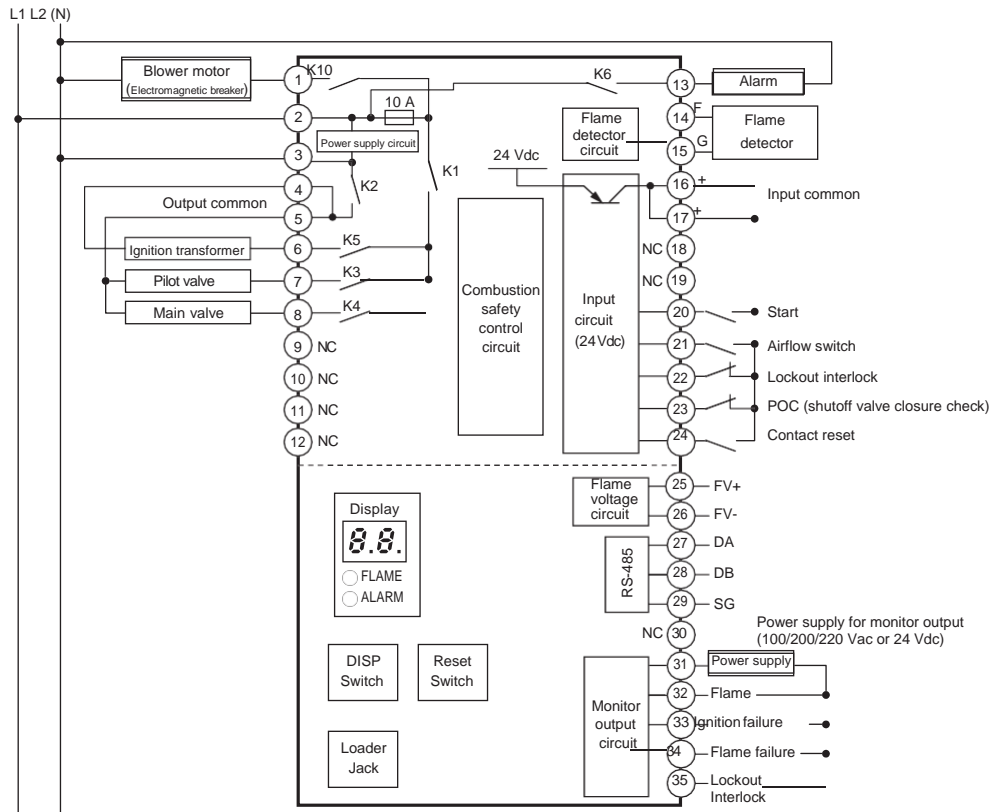 L1 L2 (N)
Blower motor
(Electromagnetic breaker)
1
K10
K6
13
Alarm
2
10 A
Flame
detector
circuit
14
F
Flame
detector
3
Power supply circuit
15
G
24 Vdc
K1
4
K2
16
+
Input common
Output common
5
17
+
Ignition transformer
6
K5
NC
18
Pilot valve
7
K3
NC
19
Main valve
8
K4
Combustion
safety
control
circuit
Input
circuit
(24Vdc)
20
Start
9
NC
21
Airflow switch
10
NC
22
Lockout interlock
11
NC
23
POC (shutoff valve closure check)
12
NC
24
Contact reset
Flame
voltage
circuit
25
FV+
26
FV-
Display
8.8.
FLAME
ALARM
RS-485
27
DA
28
DB
29
SG
NC
30
Power supply for monitor output
(100/200/220 Vac or 24 Vdc)
DISP
Switch
Reset
Switch
31
Power supply
Monitor
output
circuit
32
Flame
33
Ignition failure
Loader
Jack
34
Flame failure
35
Lockout
Interlock